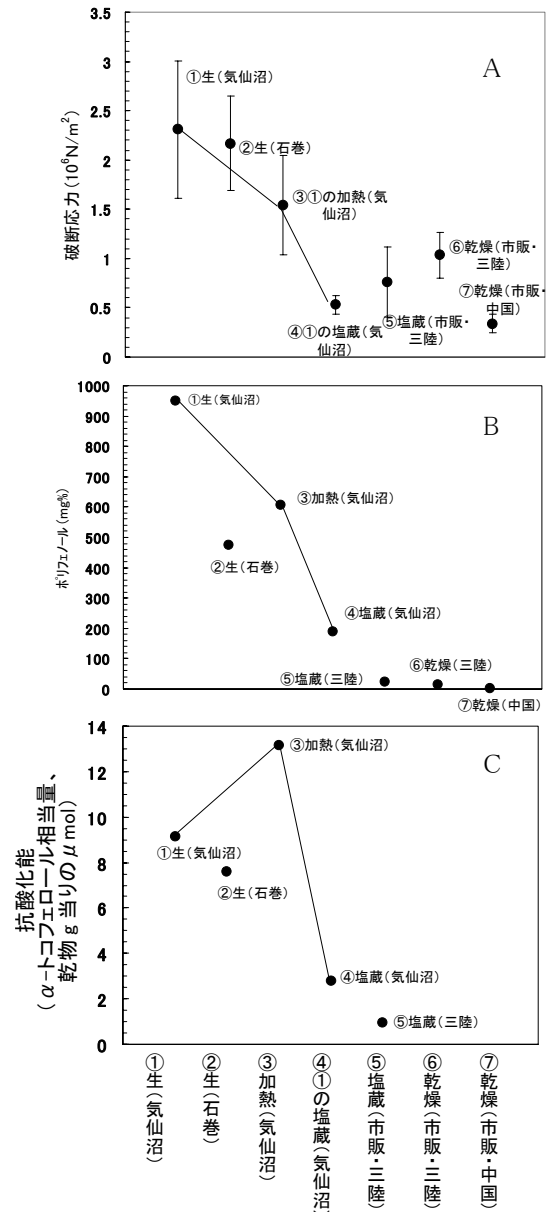 3.5
3
2.5
2
1.5
1
0.5
0
破断応力(10⁶N/m²)
A
①生(気仙沼)
②生(石巻)
③①の加熱(気
仙沼)
④①の塩蔵(気
仙沼)
⑤塩蔵(市販・
三陸)
⑥乾燥(市販・
三陸)
⑦乾燥(市販・
中国)
1000
900
800
700
600
500
400
300
200
100
0
ポリフェノール(mg%)
B
①生(気仙沼)
③加熱(気仙沼)
②生(石巻)
④塩蔵(気仙沼)
⑤塩蔵(三陸)
⑥乾燥(三陸)
⑦乾燥(中国)
14
12
10
8
6
4
2
0
抗酸化能
(α-トコフェロール相当量、
乾物g当りのμmol)
C
③加熱(気仙沼)
①生(気仙沼)
②生(石巻)
④塩蔵(気仙沼)
⑤塩蔵(三陸)
①生(気仙沼)
②生(石巻)
③加熱(気仙沼)
④①の塩蔵(気仙沼
⑤塩蔵(市販・三陸)
⑥乾燥(市販・三陸)
⑦乾燥(市販・中国)